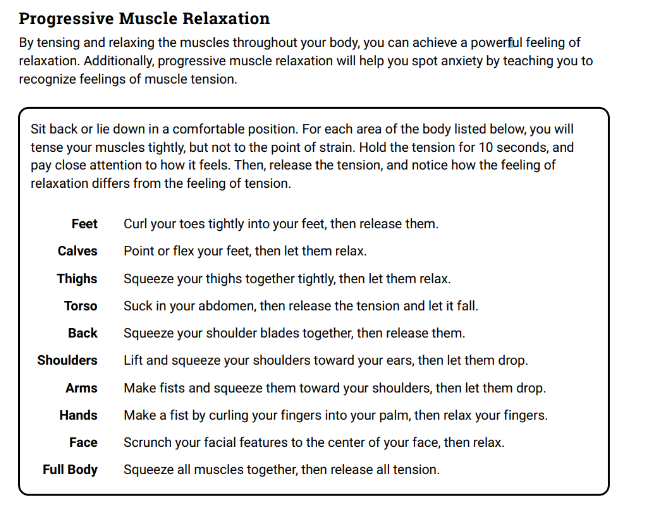 Progressive Muscle Relaxation
By tensing and relaxing the muscles throughout your body, you can achieve a powerful feeling of
relaxation. Additionally, progressive muscle relaxation will help you spot anxiety by teaching you to
recognize feelings of muscle tension.
Sit back or lie down in a comfortable position. For each area of the body listed below, you will
tense your muscles tightly, but not to the point of strain. Hold the tension for 10 seconds, and
pay close attention to how it feels. Then, release the tension, and notice how the feeling of
relaxation differs from the feeling of tension.
Feet Curl your toes tightly into your feet, then release them.
Calves Point or flex your feet, then let them relax.
Thighs Squeeze your thighs together tightly, then let them relax.
Torso Suck in your abdomen, then release the tension and let it fall.
Back Squeeze your shoulder blades together, then release them.
Shoulders Lift and squeeze your shoulders toward your ears, then let them drop.
Arms Make fists and squeeze them toward your shoulders, then let them drop.
Hands Make a fist by curling your fingers into your palm, then relax your fingers.
Face Scrunch your facial features to the center of your face, then relax.
Full Body Squeeze all muscles together, then release all tension.